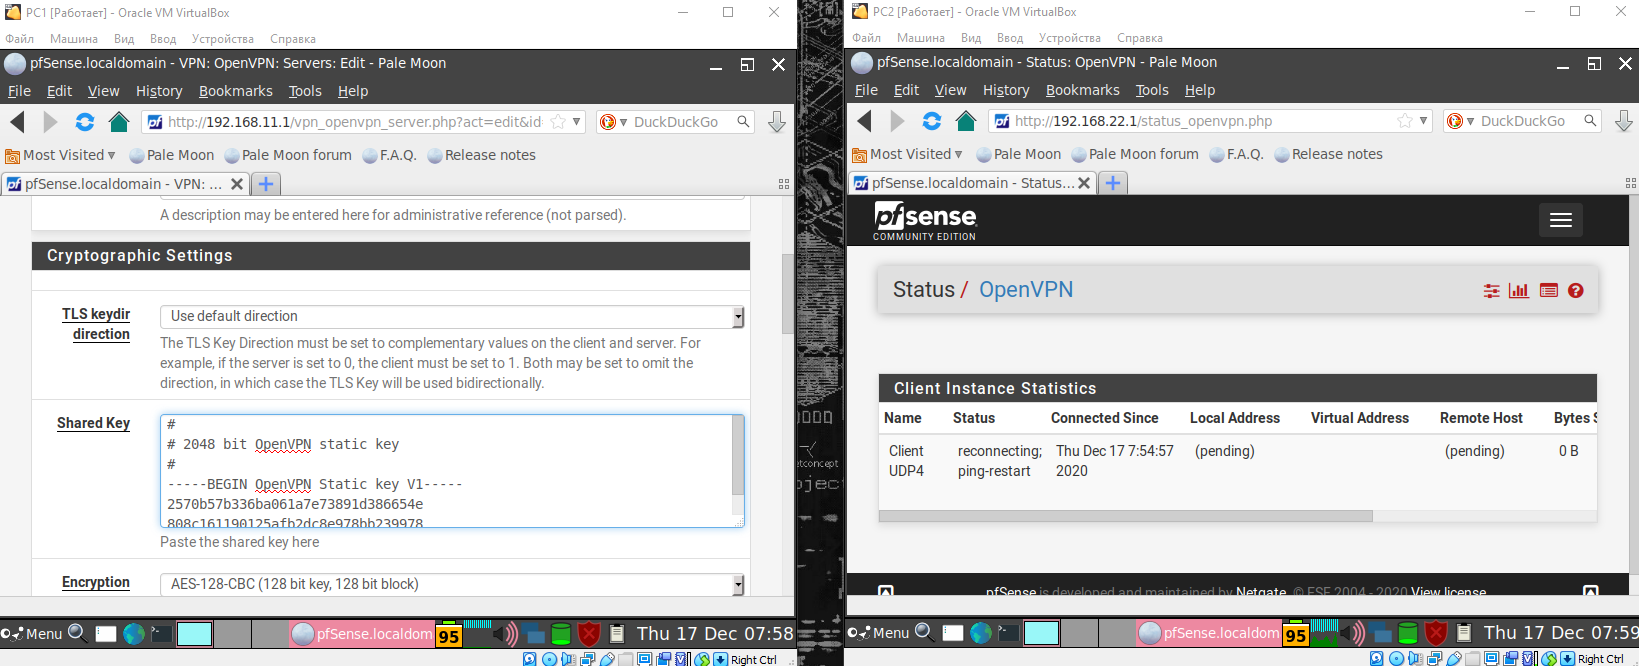 PC1 [Работает] - Oracle VM VirtualBox
Файл Машина Вид Ввод Устройства Справка
pfSense.localdomain - VPN: OpenVPN: Servers: Edit - Pale Moon
File Edit View History Bookmarks Tools Help
http://192.168.11.1/vpn_openvpn_server.php?act=edit&id DuckDuckGo
Most Visited Pale Moon Pale Moon forum F.A.Q. Release notes
pfSense.localdomain - VPN: ...
A description may be entered here for administrative reference (not parsed).
Cryptographic Settings
TLS keydir direction
Use default direction
The TLS Key Direction must be set to complementary values on the client and server. For
example, if the server is set to 0, the client must be set to 1. Both may be set to omit the
direction, in which case the TLS Key will be used bidirectionally.
Shared Key
#
# 2048 bit OpenVPN static key
#
-----BEGIN OpenVPN Static key V1-----
2570b57b336ba061a7e73891d386654e
808c161190125afb2dc8e978bb239978
Paste the shared key here
Encryption
AES-128-CBC (128 bit key, 128 bit block)
Menu pfSense.localdom 95 Thu 17 Dec 07:58
Right Ctrl
etconcept
PC2 [Работает] - Oracle VM VirtualBox
Файл Машина Вид Ввод Устройства Справка
pfSense.localdomain - Status: OpenVPN - Pale Moon
File Edit View History Bookmarks Tools Help
http://192.168.22.1/status_openvpn.php DuckDuckGo
Most Visited Pale Moon Pale Moon forum F.A.Q. Release notes
pfSense.localdomain - Status...
pfsense
COMMUNITY EDITION
Status / OpenVPN
Client Instance Statistics
Name Status Connected Since Local Address Virtual Address Remote Host Bytes S
Client reconnecting; Thu Dec 17 7:54:57 (pending) (pending) 0 B
UDP4 ping-restart 2020
pfSense is developed and maintained by Netgate. © ESF 2004 - 2020 View license.
Menu pfSense.localdom 95 Thu 17 Dec 07:59
Right Ctrl